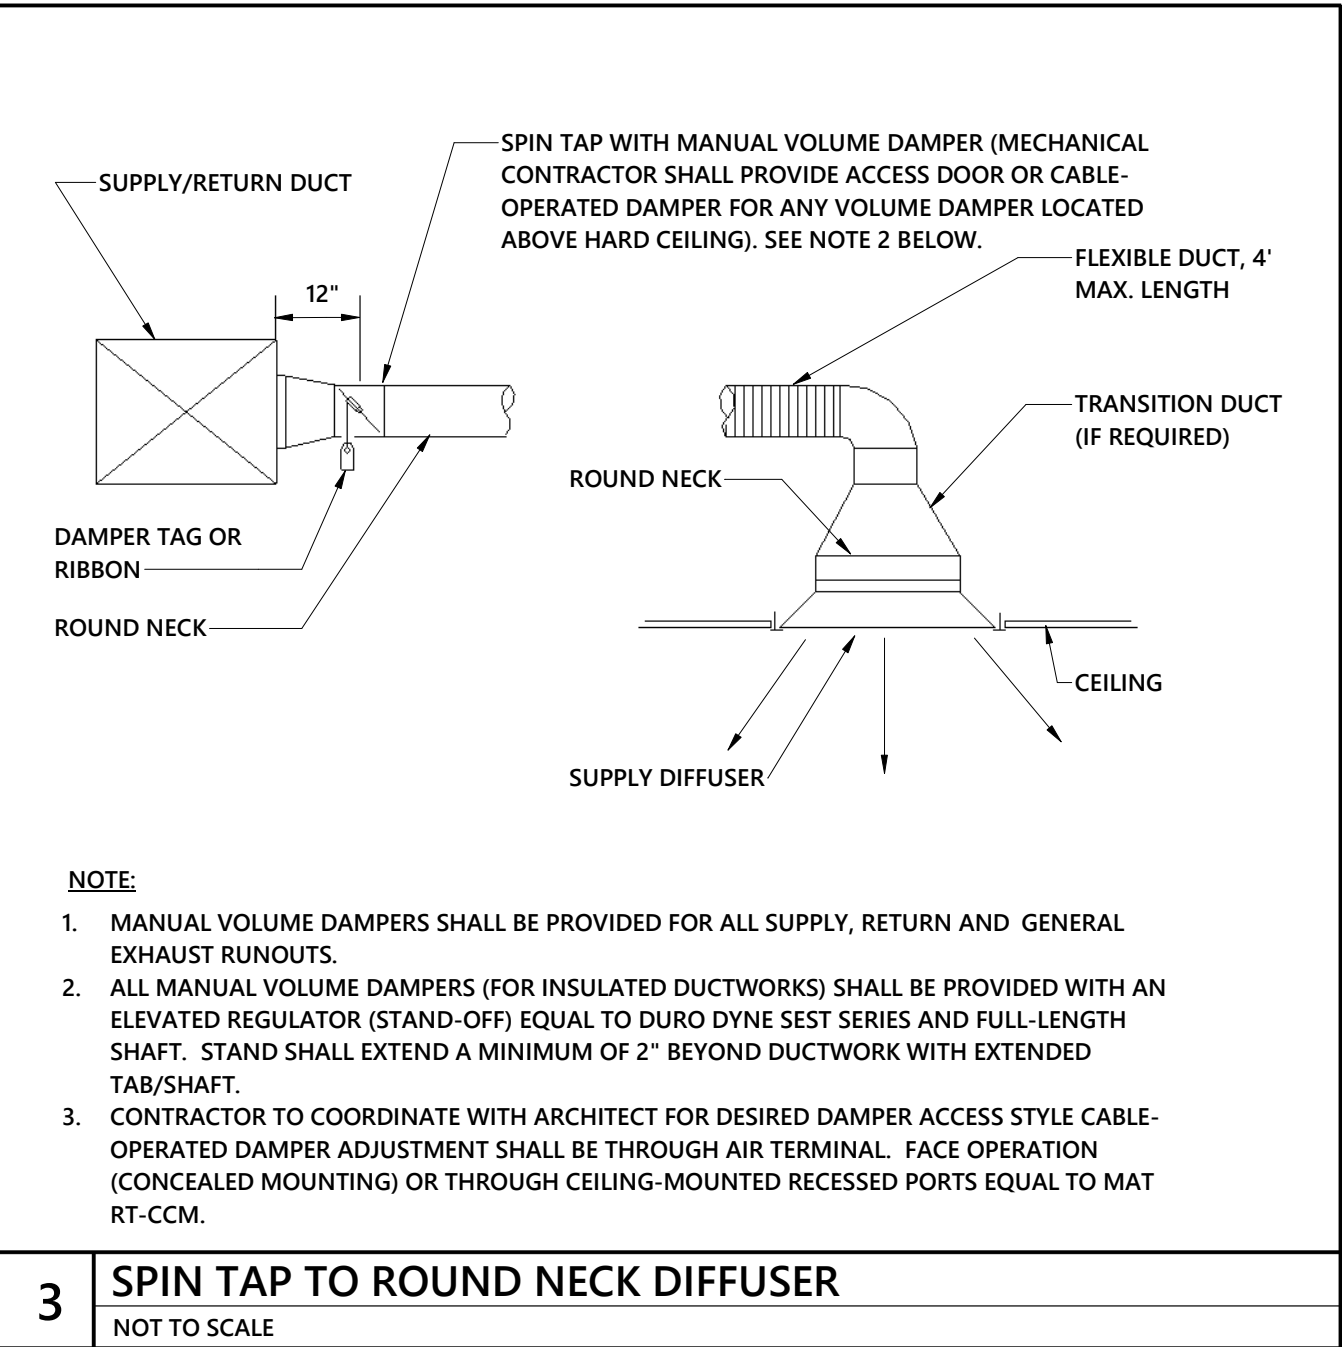 SPIN TAP WITH MANUAL VOLUME DAMPER (MECHANICAL
CONTRACTOR SHALL PROVIDE ACCESS DOOR OR CABLE-
OPERATED DAMPER FOR ANY VOLUME DAMPER LOCATED
ABOVE HARD CEILING). SEE NOTE 2 BELOW.
SUPPLY/RETURN DUCT
FLEXIBLE DUCT, 4'
MAX. LENGTH
12"
TRANSITION DUCT
(IF REQUIRED)
ROUND NECK
DAMPER TAG OR
RIBBON
ROUND NECK
CEILING
SUPPLY DIFFUSER
NOTE:
1. MANUAL VOLUME DAMPERS SHALL BE PROVIDED FOR ALL SUPPLY, RETURN AND GENERAL
EXHAUST RUNOUTS.
2. ALL MANUAL VOLUME DAMPERS (FOR INSULATED DUCTWORKS) SHALL BE PROVIDED WITH AN
ELEVATED REGULATOR (STAND-OFF) EQUAL TO DURO DYNE SEST SERIES AND FULL-LENGTH
SHAFT. STAND SHALL EXTEND A MINIMUM OF 2" BEYOND DUCTWORK WITH EXTENDED
TAB/SHAFT.
3. CONTRACTOR TO COORDINATE WITH ARCHITECT FOR DESIRED DAMPER ACCESS STYLE CABLE-
OPERATED DAMPER ADJUSTMENT SHALL BE THROUGH AIR TERMINAL. FACE OPERATION
(CONCEALED MOUNTING) OR THROUGH CEILING-MOUNTED RECESSED PORTS EQUAL TO MAT
RT-CCM.
3
SPIN TAP TO ROUND NECK DIFFUSER
NOT TO SCALE